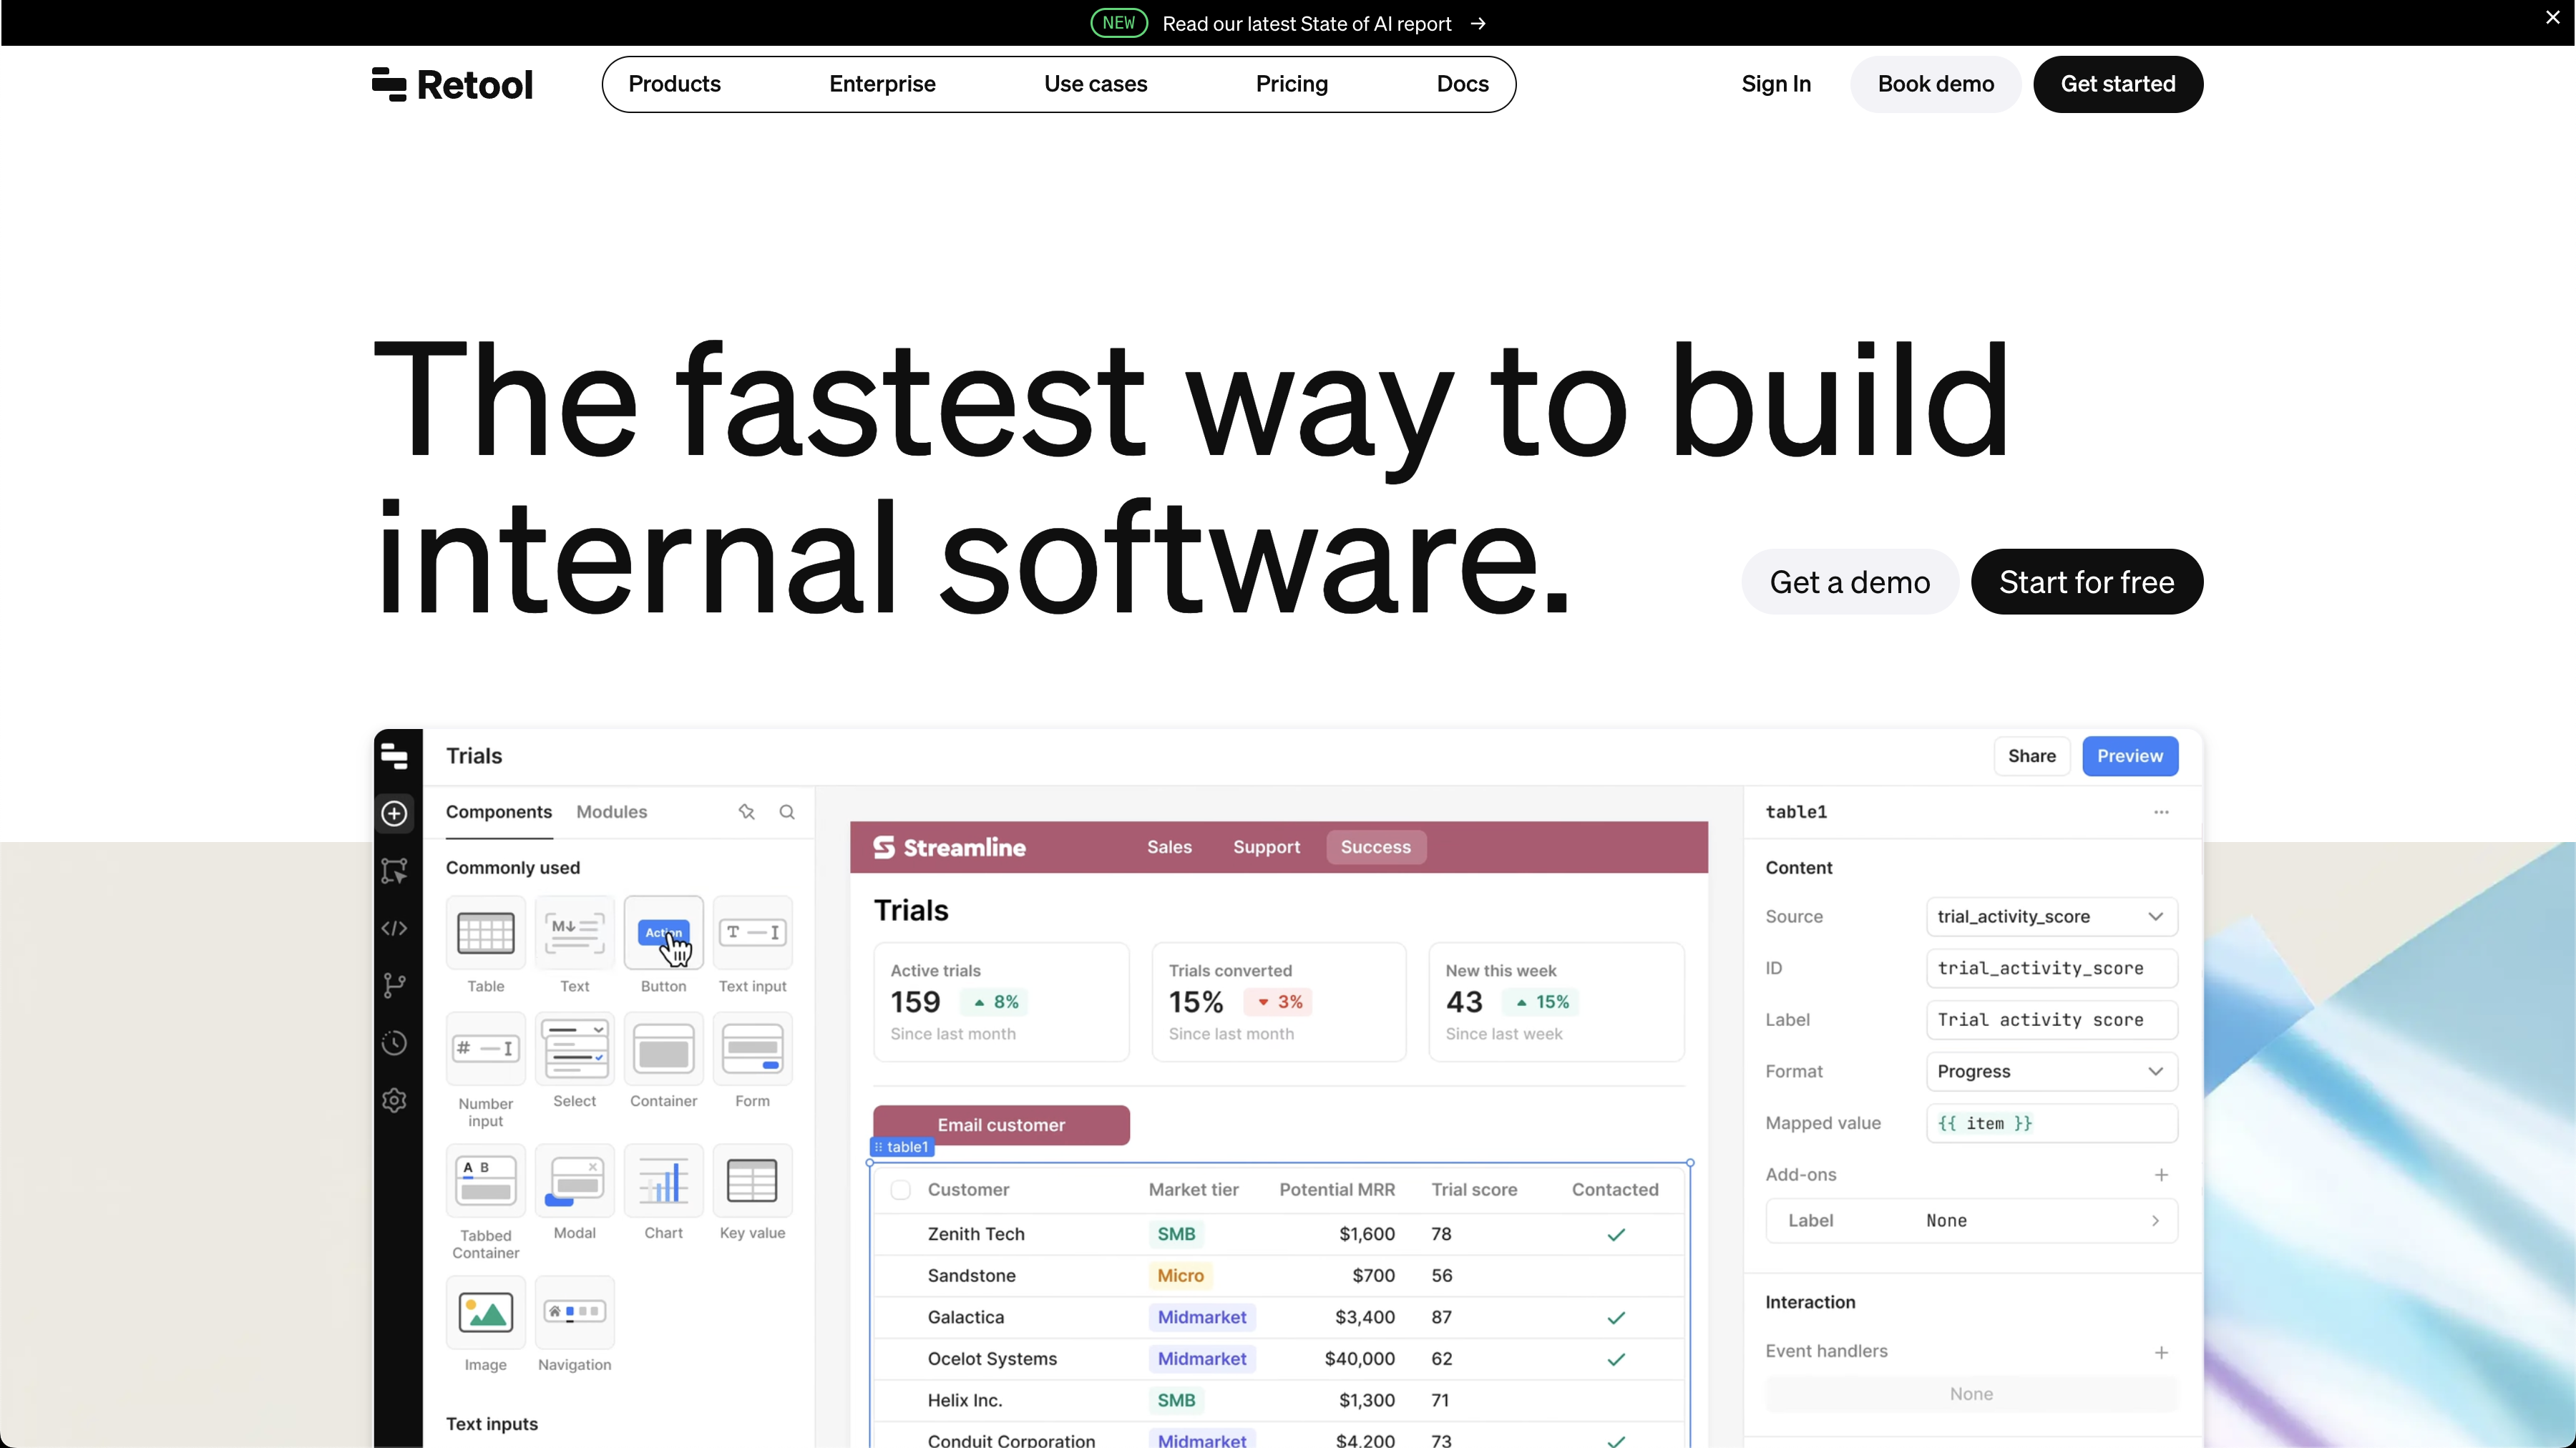 NEW Read our latest State of AI report →
Retool Products Enterprise Use cases Pricing Docs Sign In Book demo Get started
The fastest way to build
internal software.
Get a demo Start for free
Trials Share Preview
Components Modules
Commonly used
Table Text Button Text input
M↓ Action T I
# I
Number input Select Container Form
A B
Tabbed Container Modal Chart Key value
Image Navigation
Text inputs
Streamline Sales Support Success
Trials
Active trials
159 8%
Since last month
Trials converted
15% 3%
Since last month
New this week
43 15%
Since last week
Email customer
table1
Customer Market tier Potential MRR Trial score Contacted
Zenith Tech SMB $1,600 78 ✓
Sandstone Micro $700 56
Galactica Midmarket $3,400 87 ✓
Ocelot Systems Midmarket $40,000 62 ✓
Helix Inc. SMB $1,300 71
Conduit Corporation Midmarket $4,200 73 ✓
table1 ···
Content
Source trial_activity_score
ID trial_activity_score
Label Trial activity score
Format Progress
Mapped value {{ item }}
Add-ons +
Label None
Interaction
Event handlers +
None